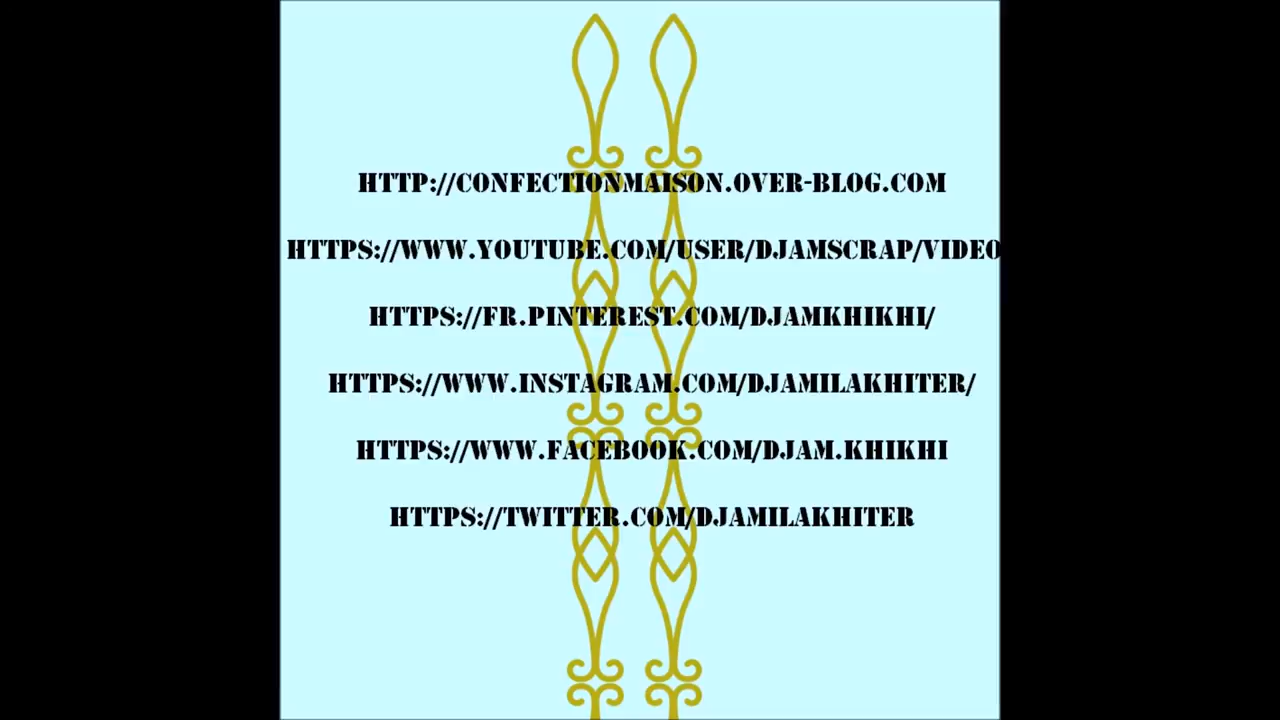 HTTP://CONFECTIONMAISON.OVER-BLOG.COM
HTTPS://WWW.YOUTUBE.COM/USER/DJAMSCRAP/VIDEO
HTTPS://FR.PINTEREST.COM/DJAMKHIKHI/
HTTPS://WWW.INSTAGRAM.COM/DJAMILAKHITER/
HTTPS://WWW.FACEBOOK.COM/DJAM.KHIKHI
HTTPS://TWITTER.COM/DJAMILAKHITER